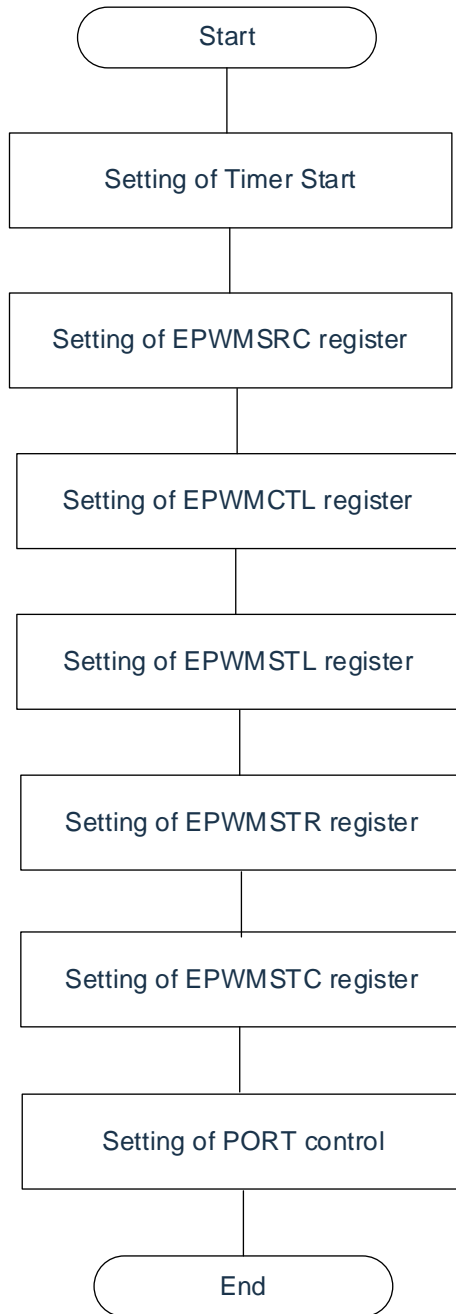 Start
Setting of Timer Start
Setting of EPWMSRC register
Setting of EPWMCTL register
Setting of EPWMSTL register
Setting of EPWMSTR register
Setting of EPWMSTC register
Setting of PORT control
End